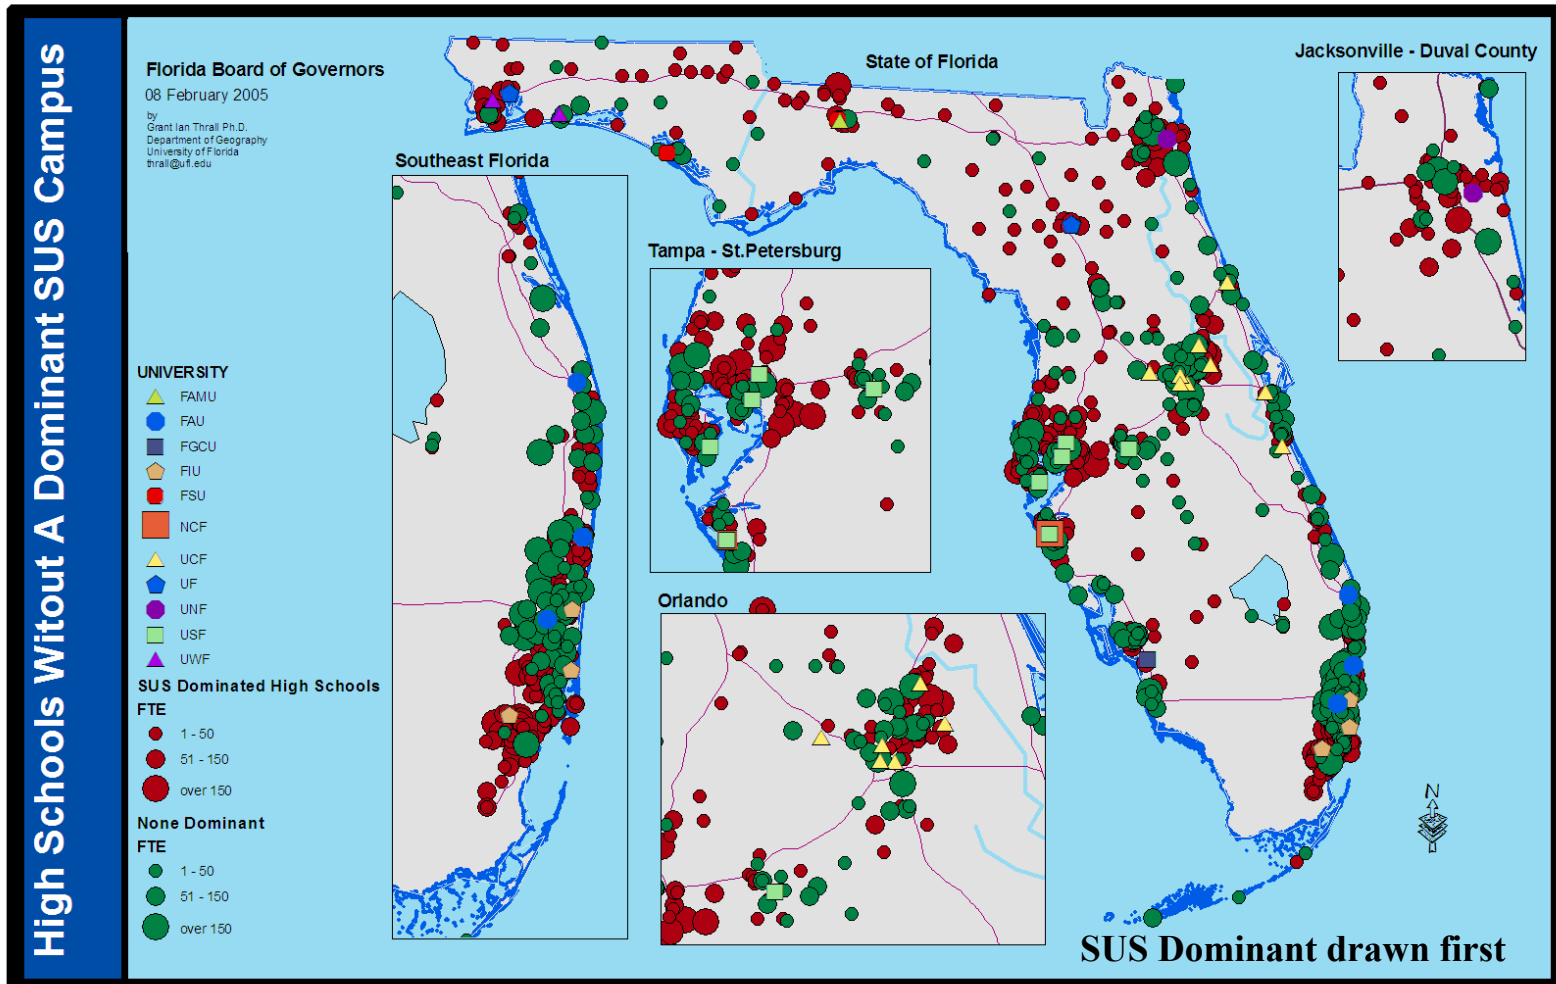 High Schools Witout A Dominant SUS Campus
Florida Board of Governors
08 February 2005
by
Grant Ian Thrall Ph.D.
Department of Geography
University of Florida
thrall@ufl.edu
State of Florida
Jacksonville - Duval County
Southeast Florida
Tampa - St.Petersburg
Orlando
UNIVERSITY
FAMU
FAU
FGCU
FIU
FSU
NCF
UCF
UF
UNF
USF
UWF
SUS Dominated High Schools
FTE
1 - 50
51 - 150
over 150
None Dominant
FTE
1 - 50
51 - 150
over 150
N
SUS Dominant drawn first